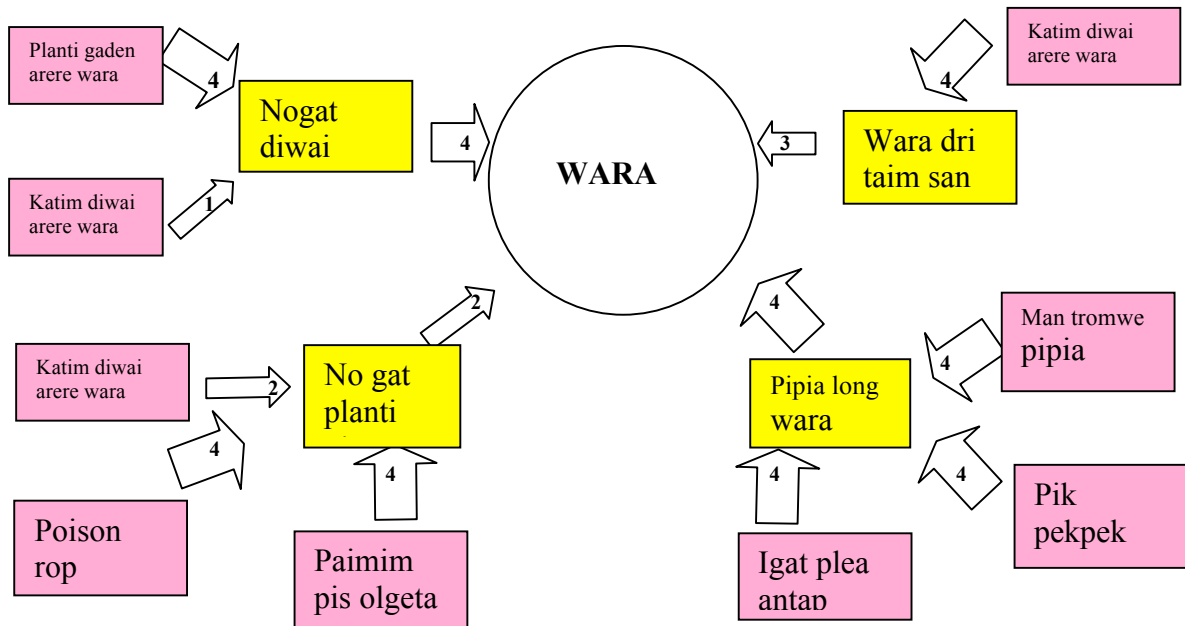 Planti gaden
arere wara
4
Nogat
diwai
4
WARA
3
Wara dri
taim san
4
Katim diwai
arere wara
Katim diwai
arere wara
1
2
4
Katim diwai
arere wara
2
No gat
planti
4
Poison
rop
4
Paimim
pis olgeta
Pipia long
wara
4
Man tromwe
pipia
4
Pik
pekpek
4
Igat plea
antap